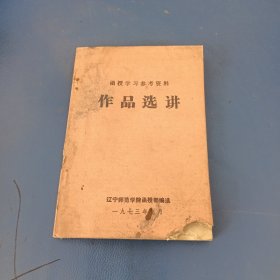 函授学习参考资料
作品选讲
辽宁师范学院函授部编选
一九七三年 月